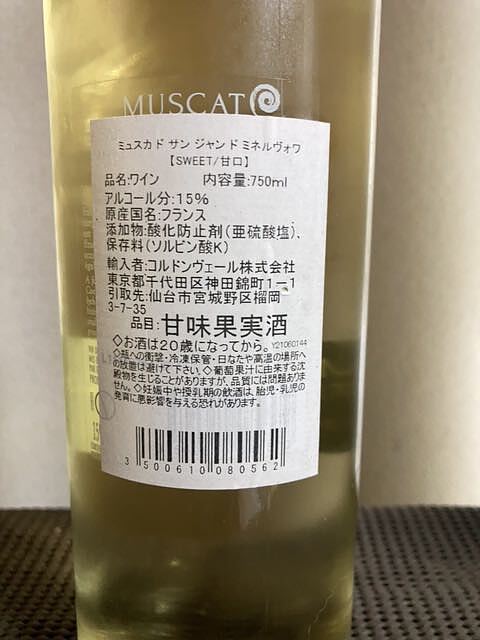 MUSCAT
ミュスカ ド サン ジャンド ミネルヴォワ
【SWEET/甘口】
品名:ワイン 内容量:750ml
アルコール分:15%
原産国名:フランス
添加物:酸化防止剤(亜硫酸塩)、
保存料(ソルビン酸K)
輸入者:コルドンヴェール株式会社
東京都千代田区神田錦町1-1
引取先:仙台市宮城野区榴岡
3-7-35
品目:甘味果実酒
◇お酒は20歳になってから。Y21060144
◇瓶への衝撃・冷凍保管・日なたや高温の場所へ
の放置は避けて下さい。◇葡萄果汁に由来する沈
殿物を生じることがありますが、品質には問題ありま
せん。◇妊娠中や授乳期の飲酒は、胎児・乳児の
発育に悪影響を与える恐れがあります。
3 500610 080562